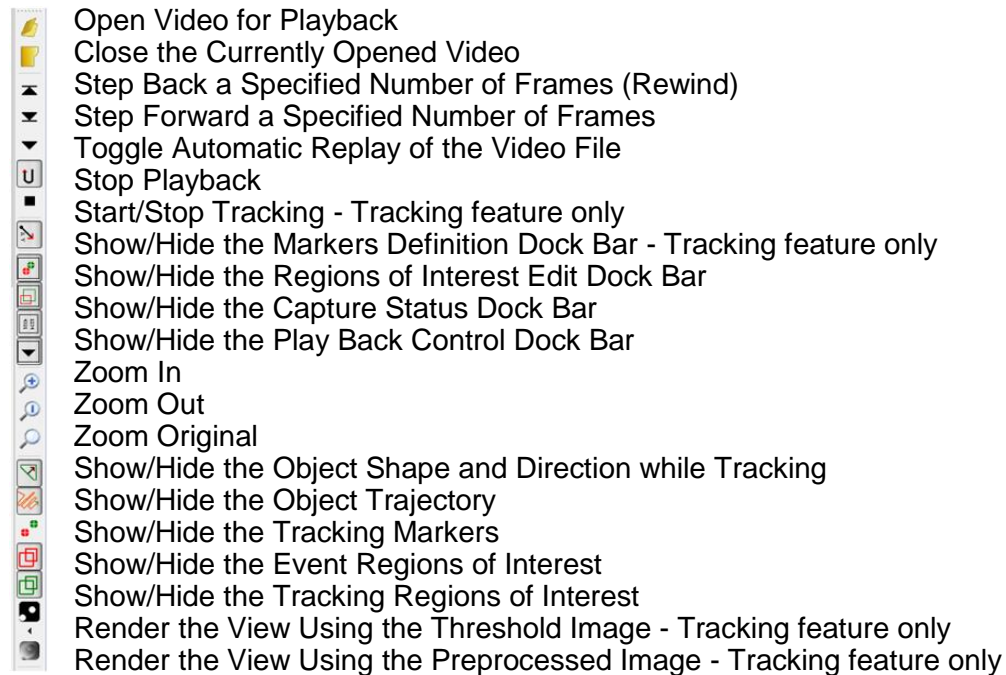 Open Video for Playback
Close the Currently Opened Video
Step Back a Specified Number of Frames (Rewind)
Step Forward a Specified Number of Frames
Toggle Automatic Replay of the Video File
Stop Playback
Start/Stop Tracking - Tracking feature only
Show/Hide the Markers Definition Dock Bar - Tracking feature only
Show/Hide the Regions of Interest Edit Dock Bar
Show/Hide the Capture Status Dock Bar
Show/Hide the Play Back Control Dock Bar
Zoom In
Zoom Out
Zoom Original
Show/Hide the Object Shape and Direction while Tracking
Show/Hide the Object Trajectory
Show/Hide the Tracking Markers
Show/Hide the Event Regions of Interest
Show/Hide the Tracking Regions of Interest
Render the View Using the Threshold Image - Tracking feature only
Render the View Using the Preprocessed Image - Tracking feature only